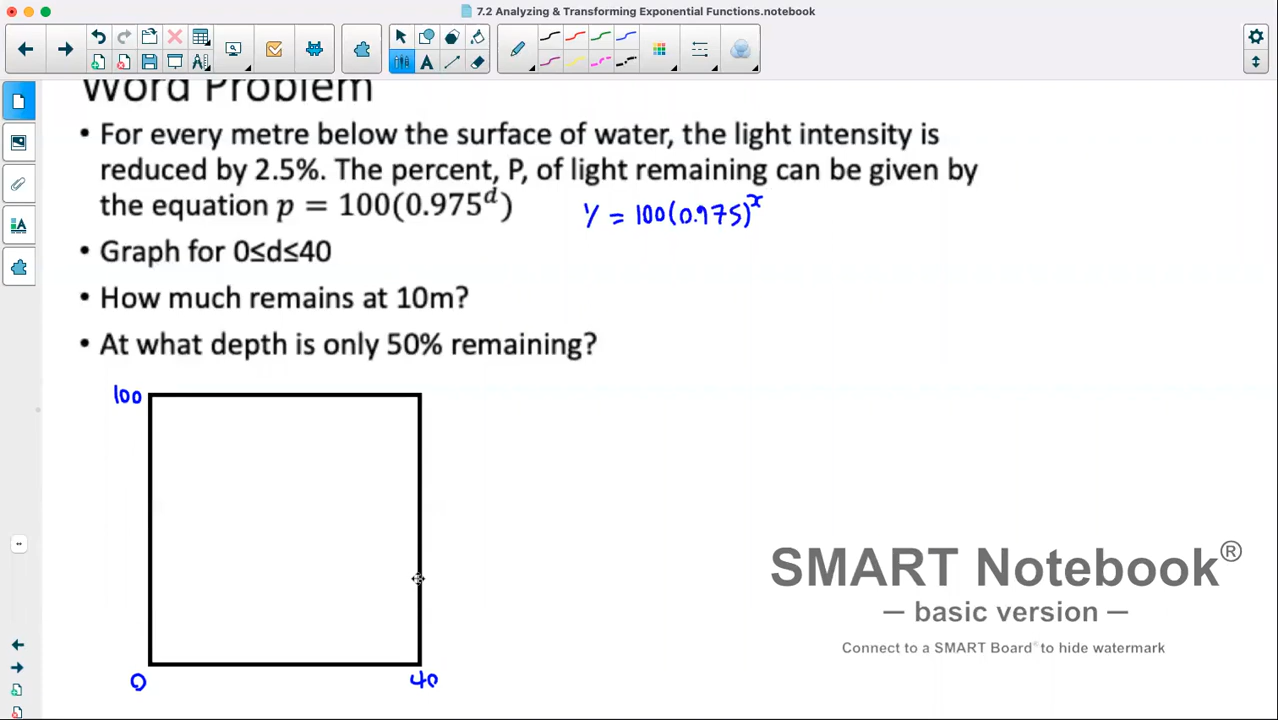 7.2 Analyzing & Transforming Exponential Functions.notebook
Word Problem
• For every metre below the surface of water, the light intensity is
reduced by 2.5%. The percent, P, of light remaining can be given by
the equation p = 100(0.975^d)
y = 100(0.975)^x
• Graph for 0≤d≤40
• How much remains at 10m?
• At what depth is only 50% remaining?
100
0
40
SMART Notebook®
— basic version —
Connect to a SMART Board® to hide watermark